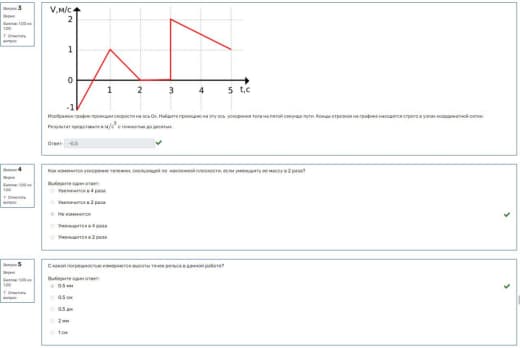 Вопрос 3
Верно
Баллов: 1,00 из 1,00
Отметить вопрос
V,м/с
2
1
0
-1
1 2 3 4 5 t,с
Изображен график проекции скорости на ось Ox. Найдите проекцию на эту ось ускорения тела на пятой секунде пути. Концы отрезков на графике находятся строго в узлах координатной сетки.
Результат представьте в м/с² с точностью до десятых.
Ответ: -0,5
Вопрос 4
Верно
Баллов: 1,00 из 1,00
Отметить вопрос
Как изменится ускорение тележки, скользящей по наклонной плоскости, если уменьшить ее массу в 2 раза?
Выберите один ответ:
Увеличится в 4 раза
Увеличится в 2 раза
Не изменится
Уменьшится в 4 раза
Уменьшится в 2 раза
Вопрос 5
Верно
Баллов: 1,00 из 1,00
Отметить вопрос
С какой погрешностью измеряются высоты точек рельса в данной работе?
Выберите один ответ:
0.5 мм
0.5 см
0.5 дм
2 мм
1 см